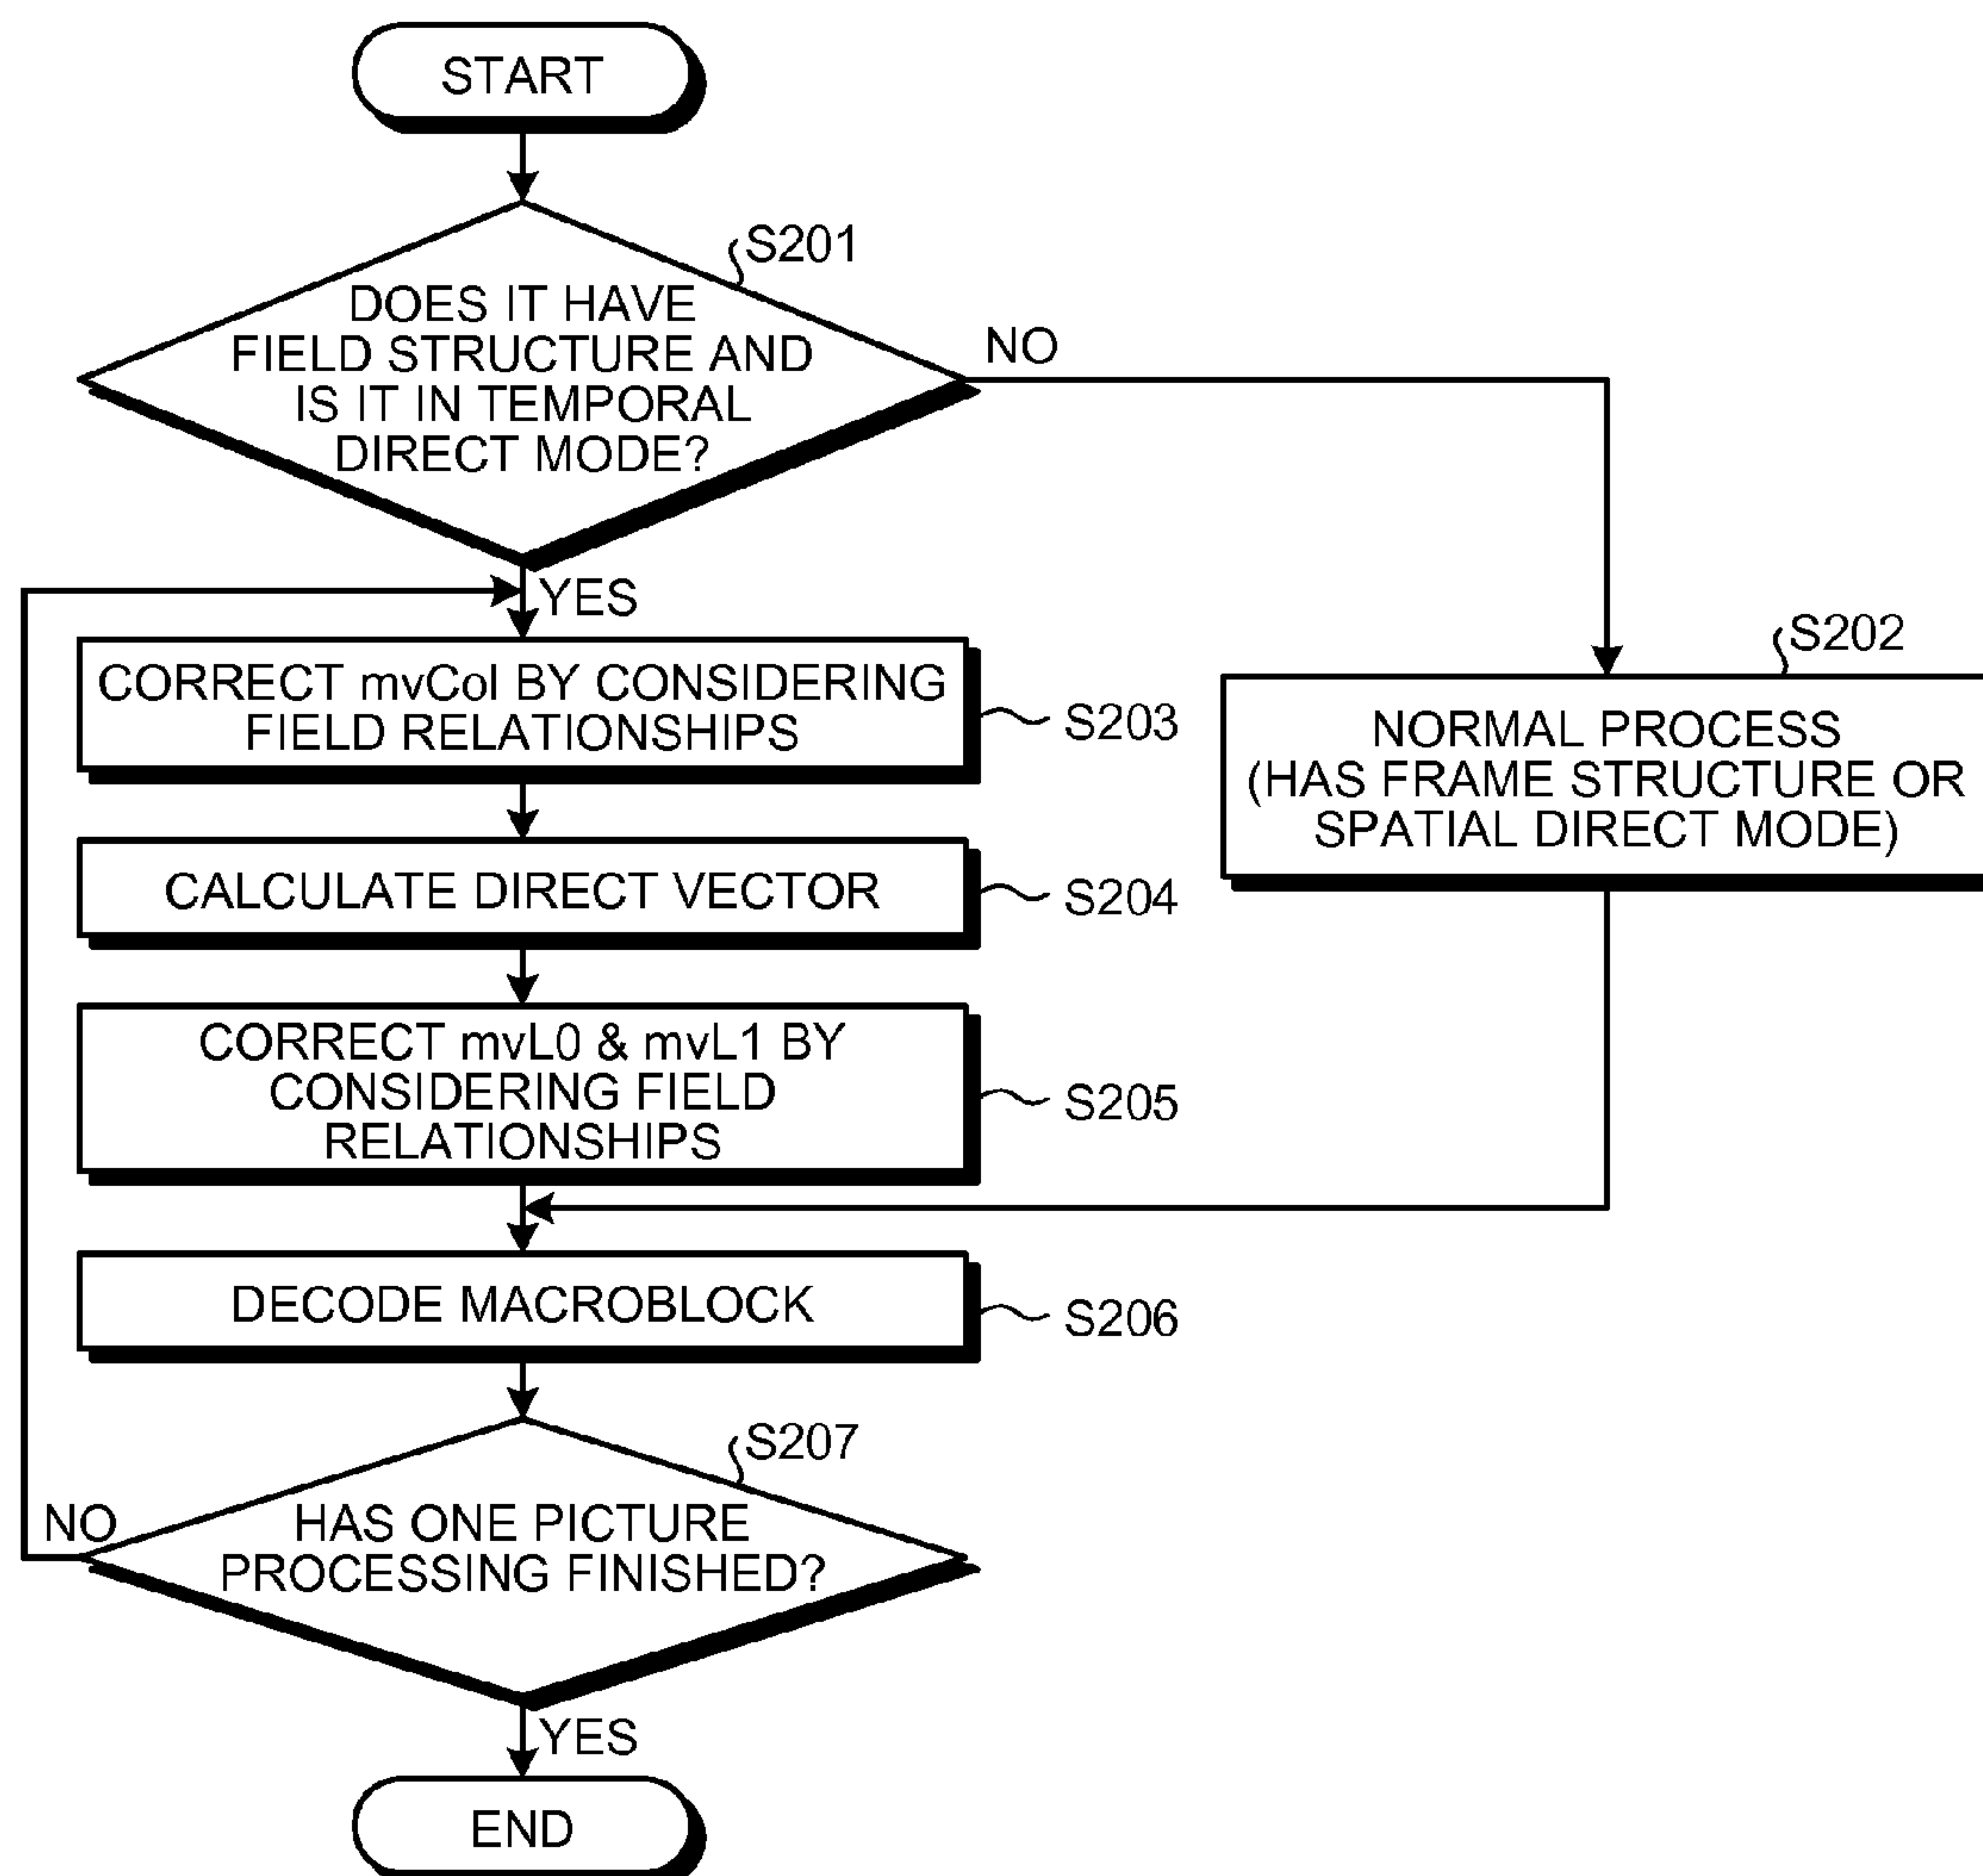 START
S201
DOES IT HAVE
FIELD STRUCTURE AND
IS IT IN TEMPORAL
DIRECT MODE?
NO
YES
CORRECT mvCol BY CONSIDERING
FIELD RELATIONSHIPS
S203
S202
NORMAL PROCESS
(HAS FRAME STRUCTURE OR
SPATIAL DIRECT MODE)
CALCULATE DIRECT VECTOR
S204
CORRECT mvL0 & mvL1 BY
CONSIDERING FIELD
RELATIONSHIPS
S205
DECODE MACROBLOCK
S206
S207
HAS ONE PICTURE
PROCESSING FINISHED?
NO
YES
END